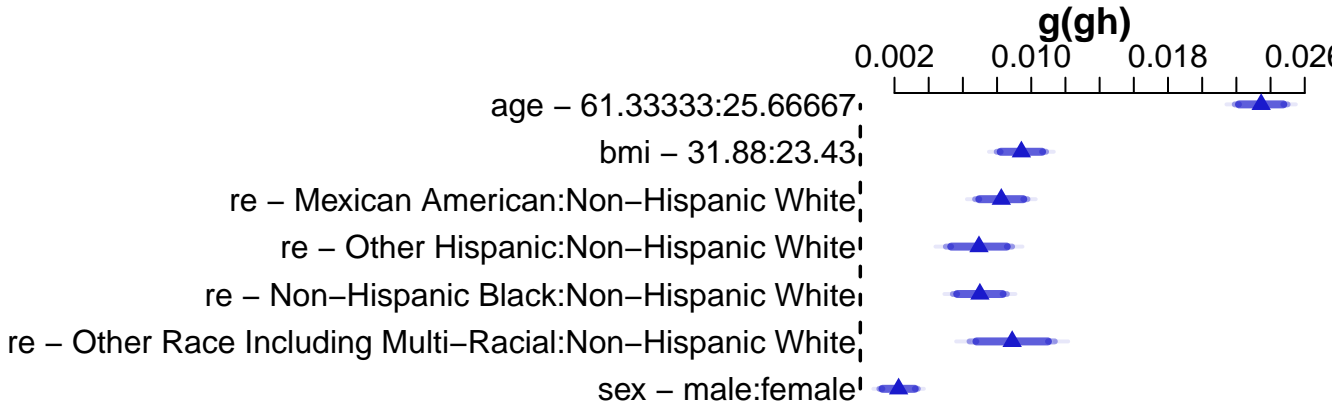 g(gh)
0.002 0.010 0.018 0.026
age − 61.33333:25.66667
bmi − 31.88:23.43
re − Mexican American:Non−Hispanic White
re − Other Hispanic:Non−Hispanic White
re − Non−Hispanic Black:Non−Hispanic White
re − Other Race Including Multi−Racial:Non−Hispanic White
sex − male:female